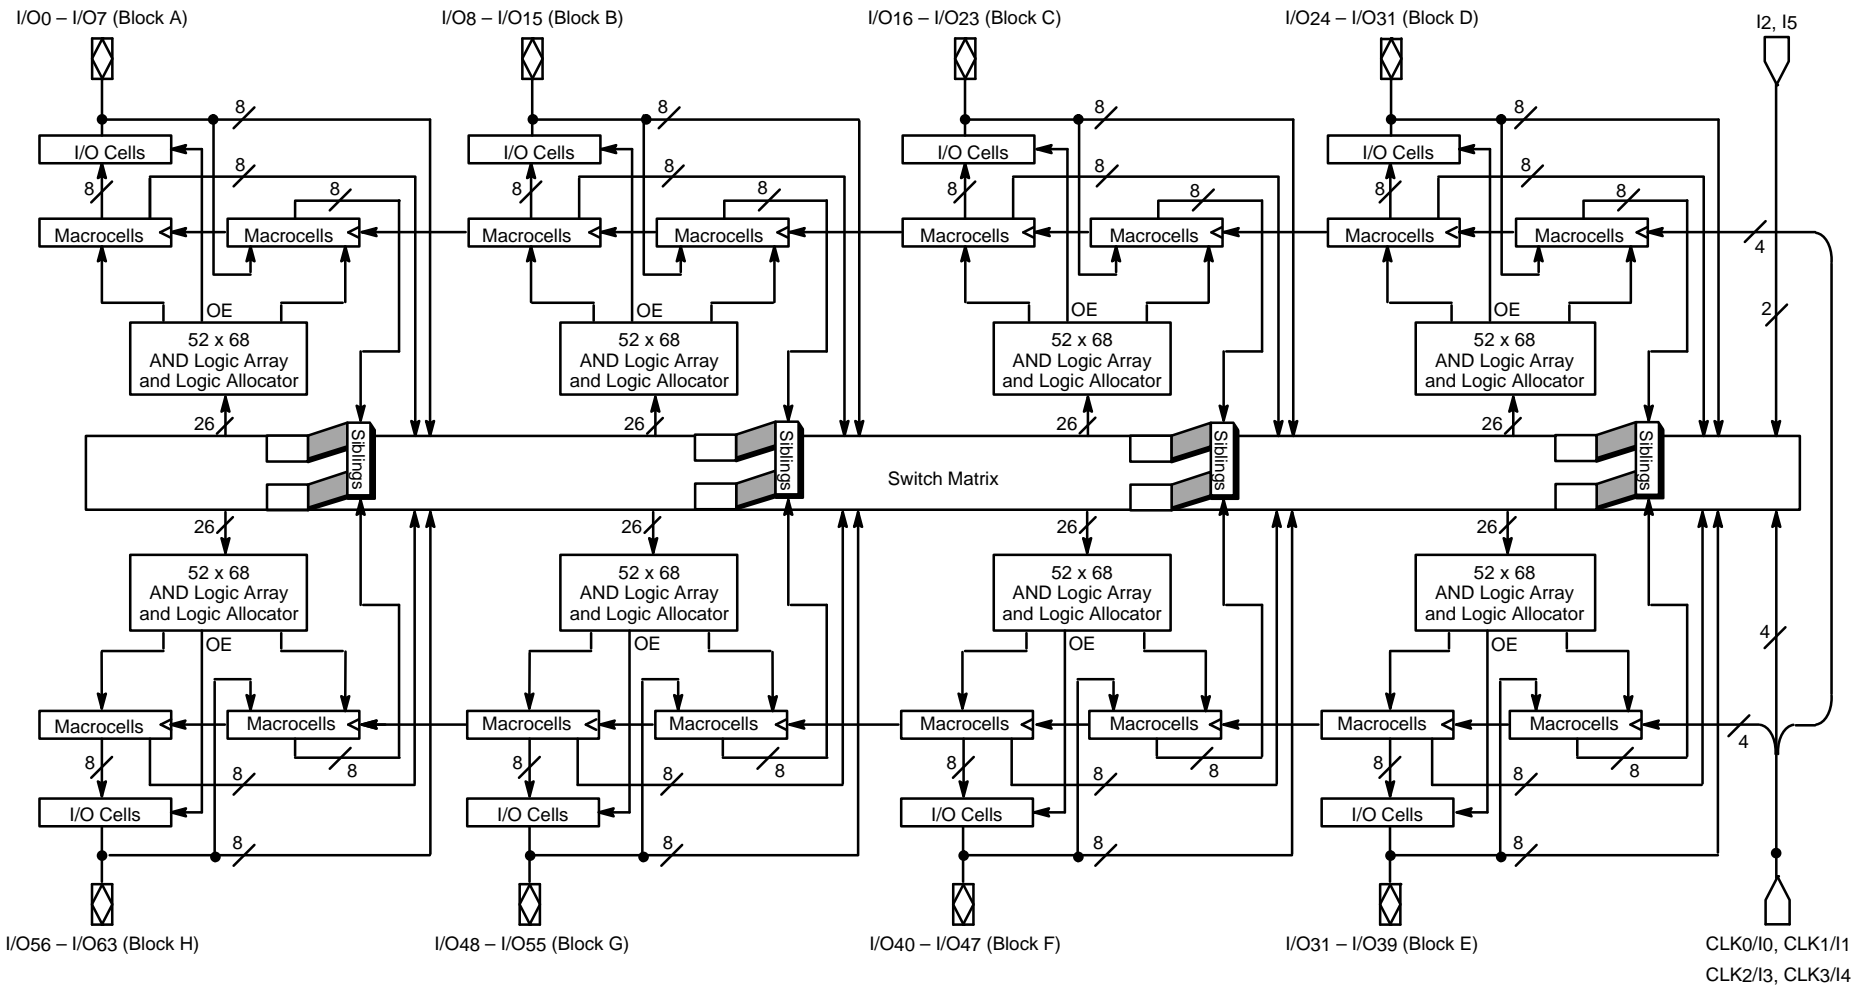 I/O0 – I/O7 (Block A)
I/O8 – I/O15 (Block B)
I/O16 – I/O23 (Block C)
I/O24 – I/O31 (Block D)
I2, I5
8
8
8
8
I/O Cells
I/O Cells
I/O Cells
I/O Cells
8
8
8
8
8
8
8
8
8
8
8
8
Macrocells
Macrocells
Macrocells
Macrocells
Macrocells
Macrocells
Macrocells
Macrocells
4
OE
OE
OE
OE
2
52 x 68
AND Logic Array
and Logic Allocator
52 x 68
AND Logic Array
and Logic Allocator
52 x 68
AND Logic Array
and Logic Allocator
52 x 68
AND Logic Array
and Logic Allocator
26
26
26
26
Siblings
Siblings
Siblings
Siblings
Switch Matrix
26
26
26
26
52 x 68
AND Logic Array
and Logic Allocator
52 x 68
AND Logic Array
and Logic Allocator
52 x 68
AND Logic Array
and Logic Allocator
52 x 68
AND Logic Array
and Logic Allocator
OE
OE
OE
OE
4
Macrocells
Macrocells
Macrocells
Macrocells
Macrocells
Macrocells
Macrocells
Macrocells
4
8
8
8
8
8
8
8
8
8
8
8
8
I/O Cells
I/O Cells
I/O Cells
I/O Cells
8
8
8
8
I/O56 – I/O63 (Block H)
I/O48 – I/O55 (Block G)
I/O40 – I/O47 (Block F)
I/O31 – I/O39 (Block E)
CLK0/I0, CLK1/I1
CLK2/I3, CLK3/I4